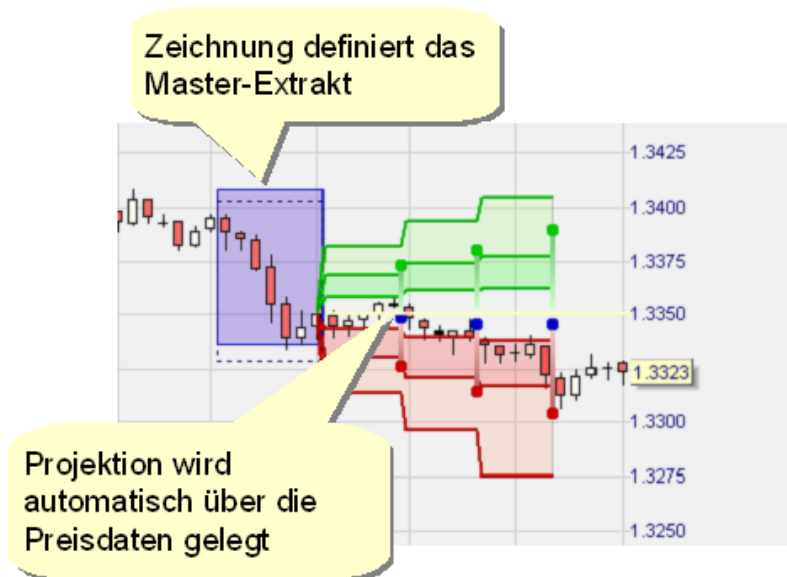 Zeichnung definiert das
Master-Extrakt
1.3425
1.3400
1.3375
1.3350
1.3323
1.3300
1.3275
1.3250
Projektion wird
automatisch über die
Preisdaten gelegt